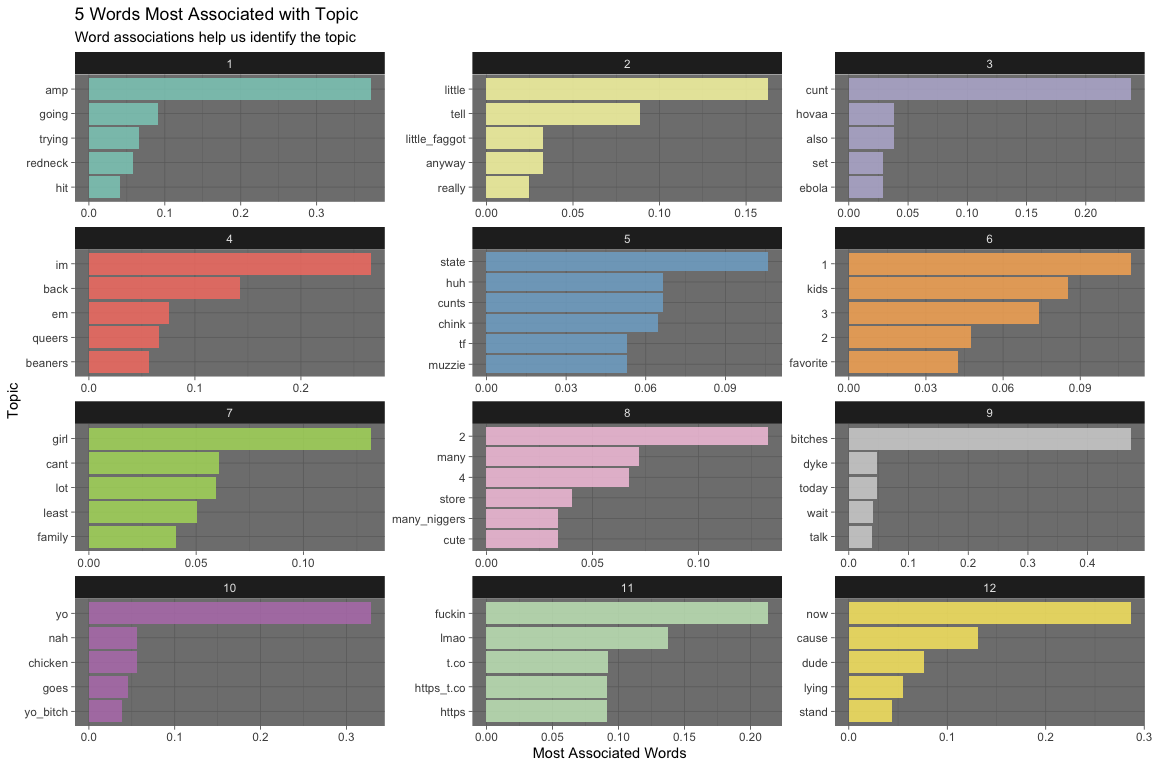 5 Words Most Associated with Topic
Word associations help us identify the topic
1
amp
going
trying
redneck
hit
0.0 0.1 0.2 0.3
2
little
tell
little_faggot
anyway
really
0.00 0.05 0.10 0.15
3
cunt
hovaa
also
set
ebola
0.00 0.05 0.10 0.15 0.20
4
im
back
em
queers
beaners
0.0 0.1 0.2
5
state
huh
cunts
chink
tf
muzzie
0.00 0.03 0.06 0.09
6
1
kids
3
2
favorite
0.00 0.03 0.06 0.09
7
girl
cant
lot
least
family
0.00 0.05 0.10
8
2
many
4
store
many_niggers
cute
0.00 0.05 0.10
9
bitches
dyke
today
wait
talk
0.0 0.1 0.2 0.3 0.4
10
yo
nah
chicken
goes
yo_bitch
0.0 0.1 0.2 0.3
11
fuckin
lmao
t.co
https_t.co
https
0.00 0.05 0.10 0.15 0.20
12
now
cause
dude
lying
stand
0.0 0.1 0.2 0.3
Topic
Most Associated Words